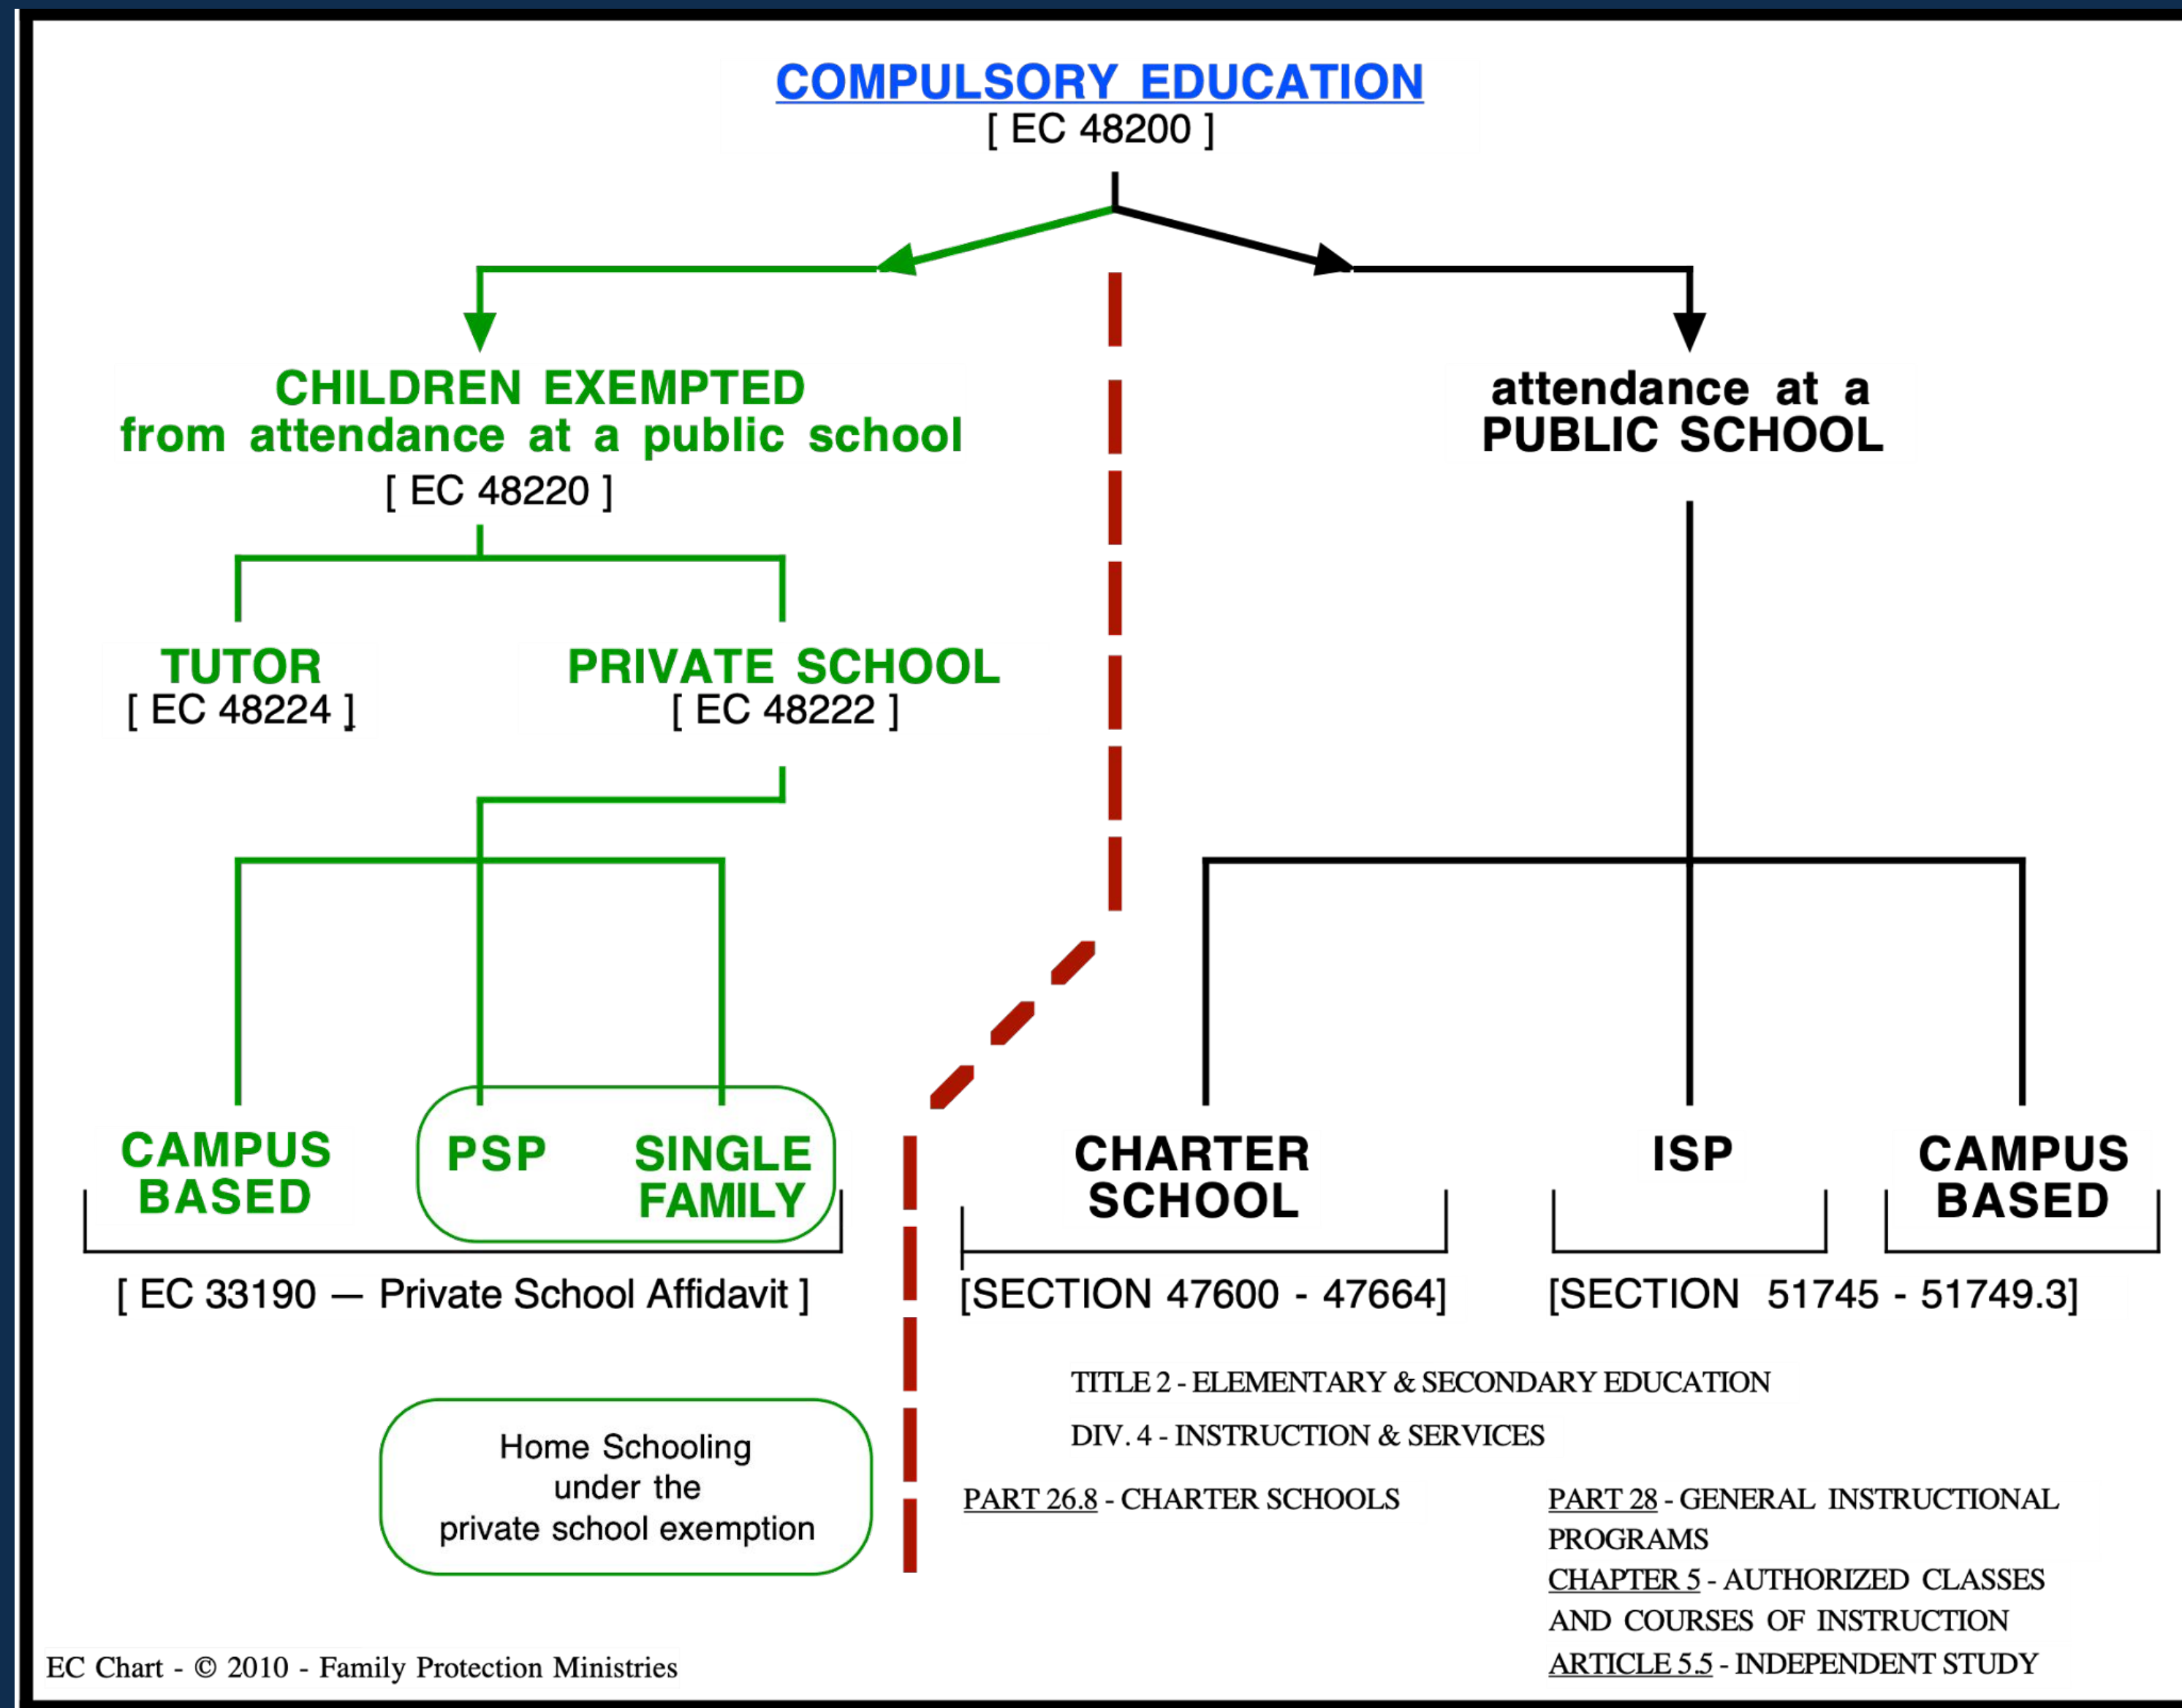 COMPULSORY EDUCATION
[ EC 48200 ]
CHILDREN EXEMPTED
from attendance at a public school
[ EC 48220 ]
attendance at a
PUBLIC SCHOOL
TUTOR
[ EC 48224 ]
PRIVATE SCHOOL
[ EC 48222 ]
CAMPUS
BASED
PSP
SINGLE
FAMILY
[ EC 33190 — Private School Affidavit ]
CHARTER
SCHOOL
[SECTION 47600 - 47664]
ISP
CAMPUS
BASED
[SECTION 51745 - 51749.3]
Home Schooling
under the
private school exemption
TITLE 2 - ELEMENTARY & SECONDARY EDUCATION
DIV. 4 - INSTRUCTION & SERVICES
PART 26.8 - CHARTER SCHOOLS
PART 28 - GENERAL INSTRUCTIONAL
PROGRAMS
CHAPTER 5 - AUTHORIZED CLASSES
AND COURSES OF INSTRUCTION
ARTICLE 5.5 - INDEPENDENT STUDY
EC Chart - © 2010 - Family Protection Ministries